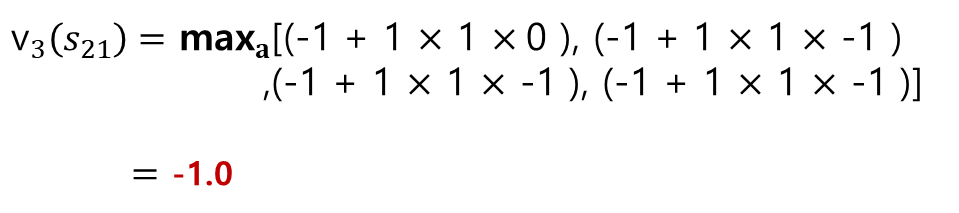 v₃(s₂₁) = maxₐ[(-1 + 1 × 1 × 0 ), (-1 + 1 × 1 × -1 )
,(-1 + 1 × 1 × -1 ), (-1 + 1 × 1 × -1 )]
= -1.0